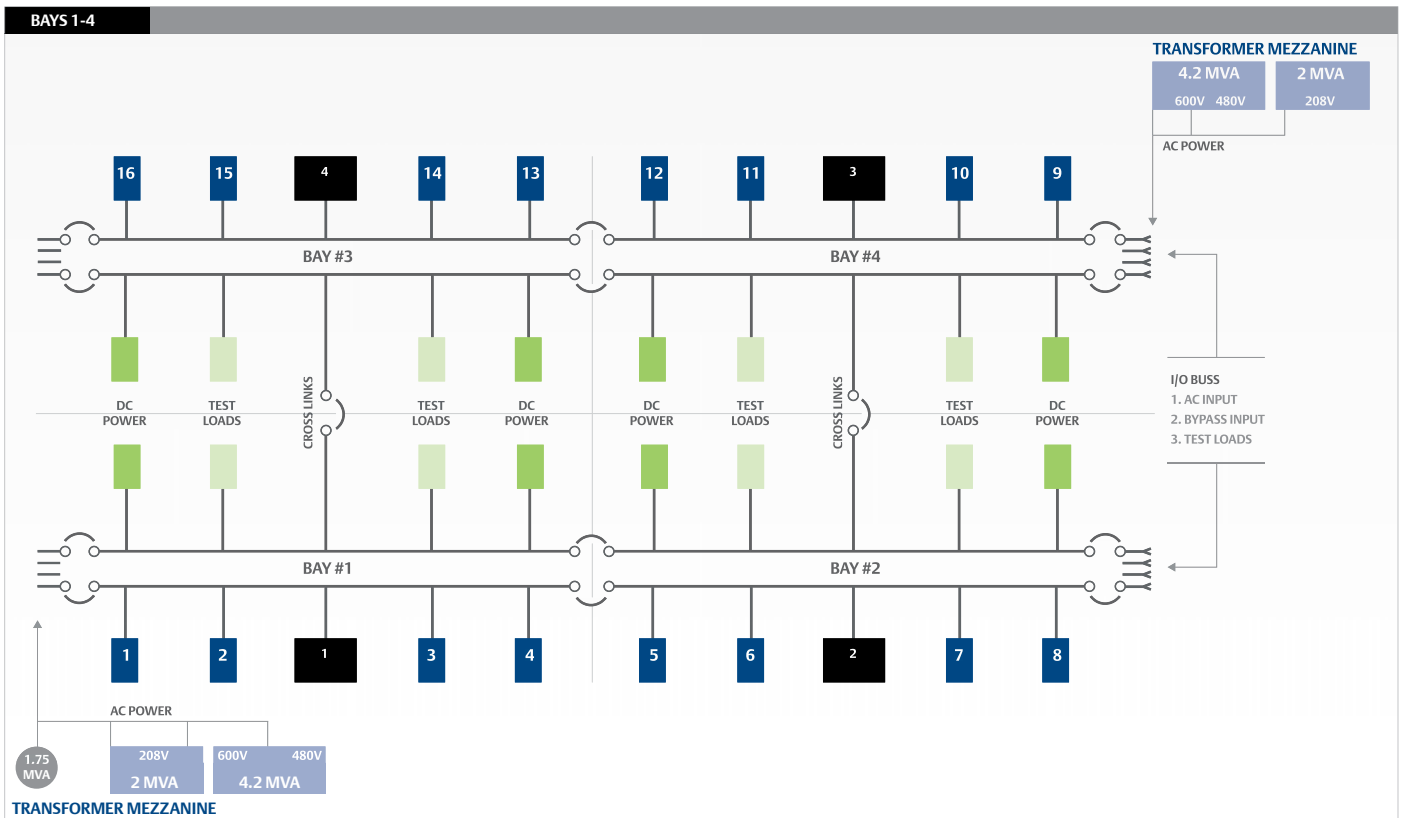 BAYS 1-4
TRANSFORMER MEZZANINE
4.2 MVA 2 MVA
600V 480V 208V
AC POWER
16 15 4 14 13 12 11 3 10 9
BAY #3 BAY #4
CROSS LINKS CROSS LINKS
DC POWER
TEST LOADS
TEST LOADS
DC POWER
DC POWER
TEST LOADS
TEST LOADS
DC POWER
I/O BUSS
1. AC INPUT
2. BYPASS INPUT
3. TEST LOADS
BAY #1 BAY #2
1 2 1 3 4 5 6 2 7 8
AC POWER
1.75
MVA
208V 600V 480V
2 MVA 4.2 MVA
TRANSFORMER MEZZANINE